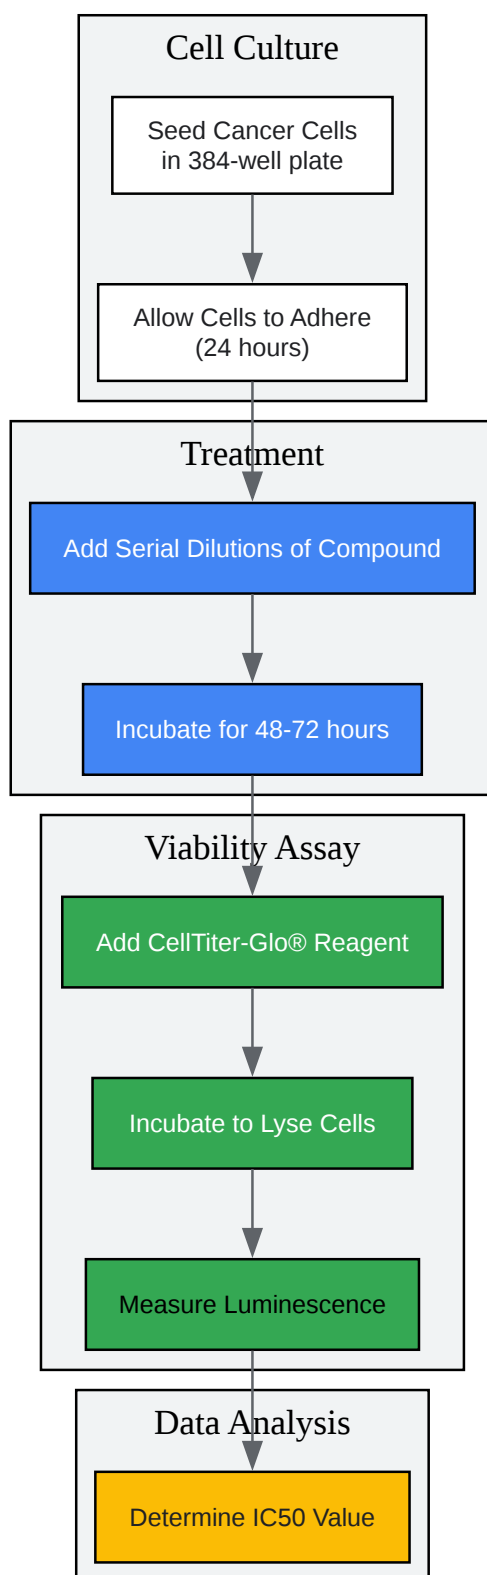 Cell Culture
Seed Cancer Cells
in 384-well plate
Allow Cells to Adhere
(24 hours)
Treatment
Add Serial Dilutions of Compound
Incubate for 48-72 hours
Viability Assay
Add CellTiter-Glo® Reagent
Incubate to Lyse Cells
Measure Luminescence
Data Analysis
Determine IC50 Value